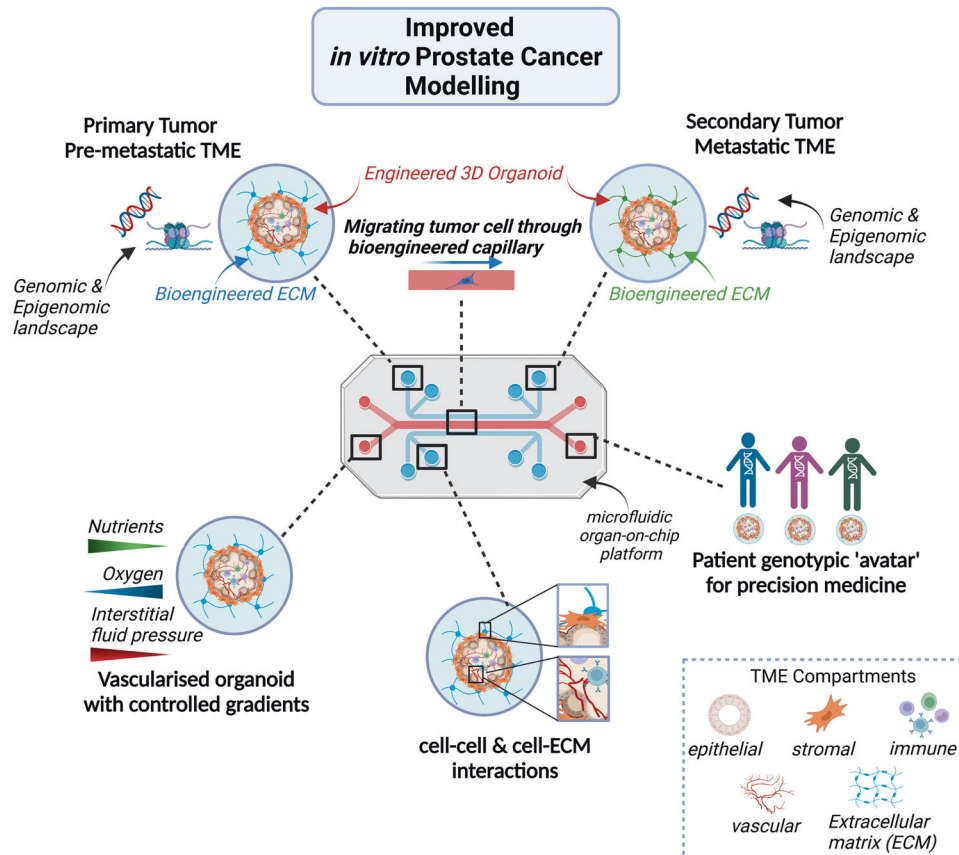 Improved
in vitro Prostate Cancer
Modelling
Primary Tumor
Pre-metastatic TME
Secondary Tumor
Metastatic TME
Engineered 3D Organoid
Migrating tumor cell through
bioengineered capillary
Genomic &
Epigenomic
landscape
Bioengineered ECM
Bioengineered ECM
Genomic &
Epigenomic
landscape
microfluidic
organ-on-chip
platform
Nutrients
Oxygen
Interstitial
fluid pressure
Vascularised organoid
with controlled gradients
cell-cell & cell-ECM
interactions
Patient genotypic 'avatar'
for precision medicine
TME Compartments
epithelial
stromal
immune
vascular
Extracellular
matrix (ECM)